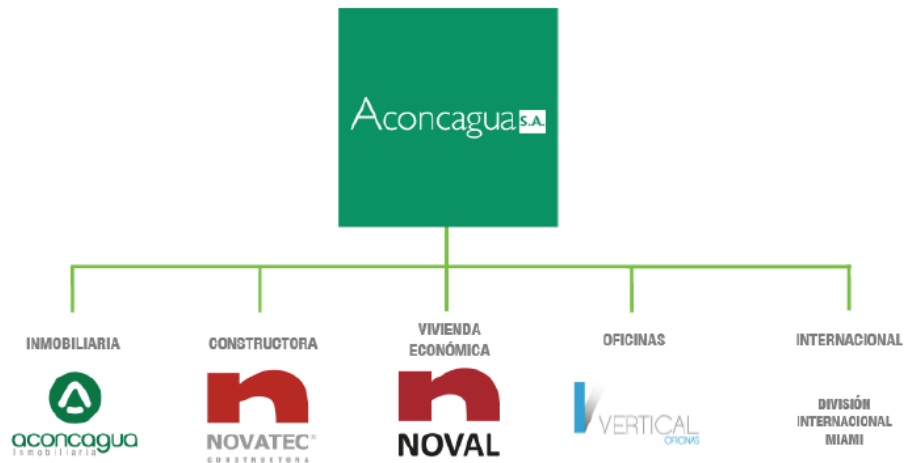 Aconcagua S.A.
INMOBILIARIA
CONSTRUCTORA
VIVIENDA
ECONÓMICA
OFICINAS
INTERNACIONAL
aconcagua
Inmobiliaria
n
NOVATEC®
CONSTRUCTORA
n
NOVAL
VERTICAL
OFICINAS
DIVISIÓN
INTERNACIONAL
MIAMI